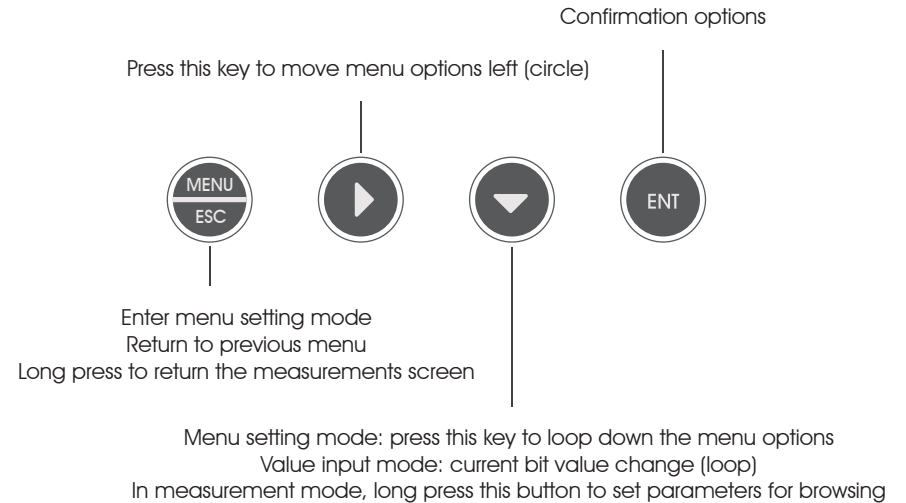 Confirmation options
Press this key to move menu options left (circle)
MENU
ESC
ENT
Enter menu setting mode
Return to previous menu
Long press to return the measurements screen
Menu setting mode: press this key to loop down the menu options
Value input mode: current bit value change (loop)
In measurement mode, long press this button to set parameters for browsing